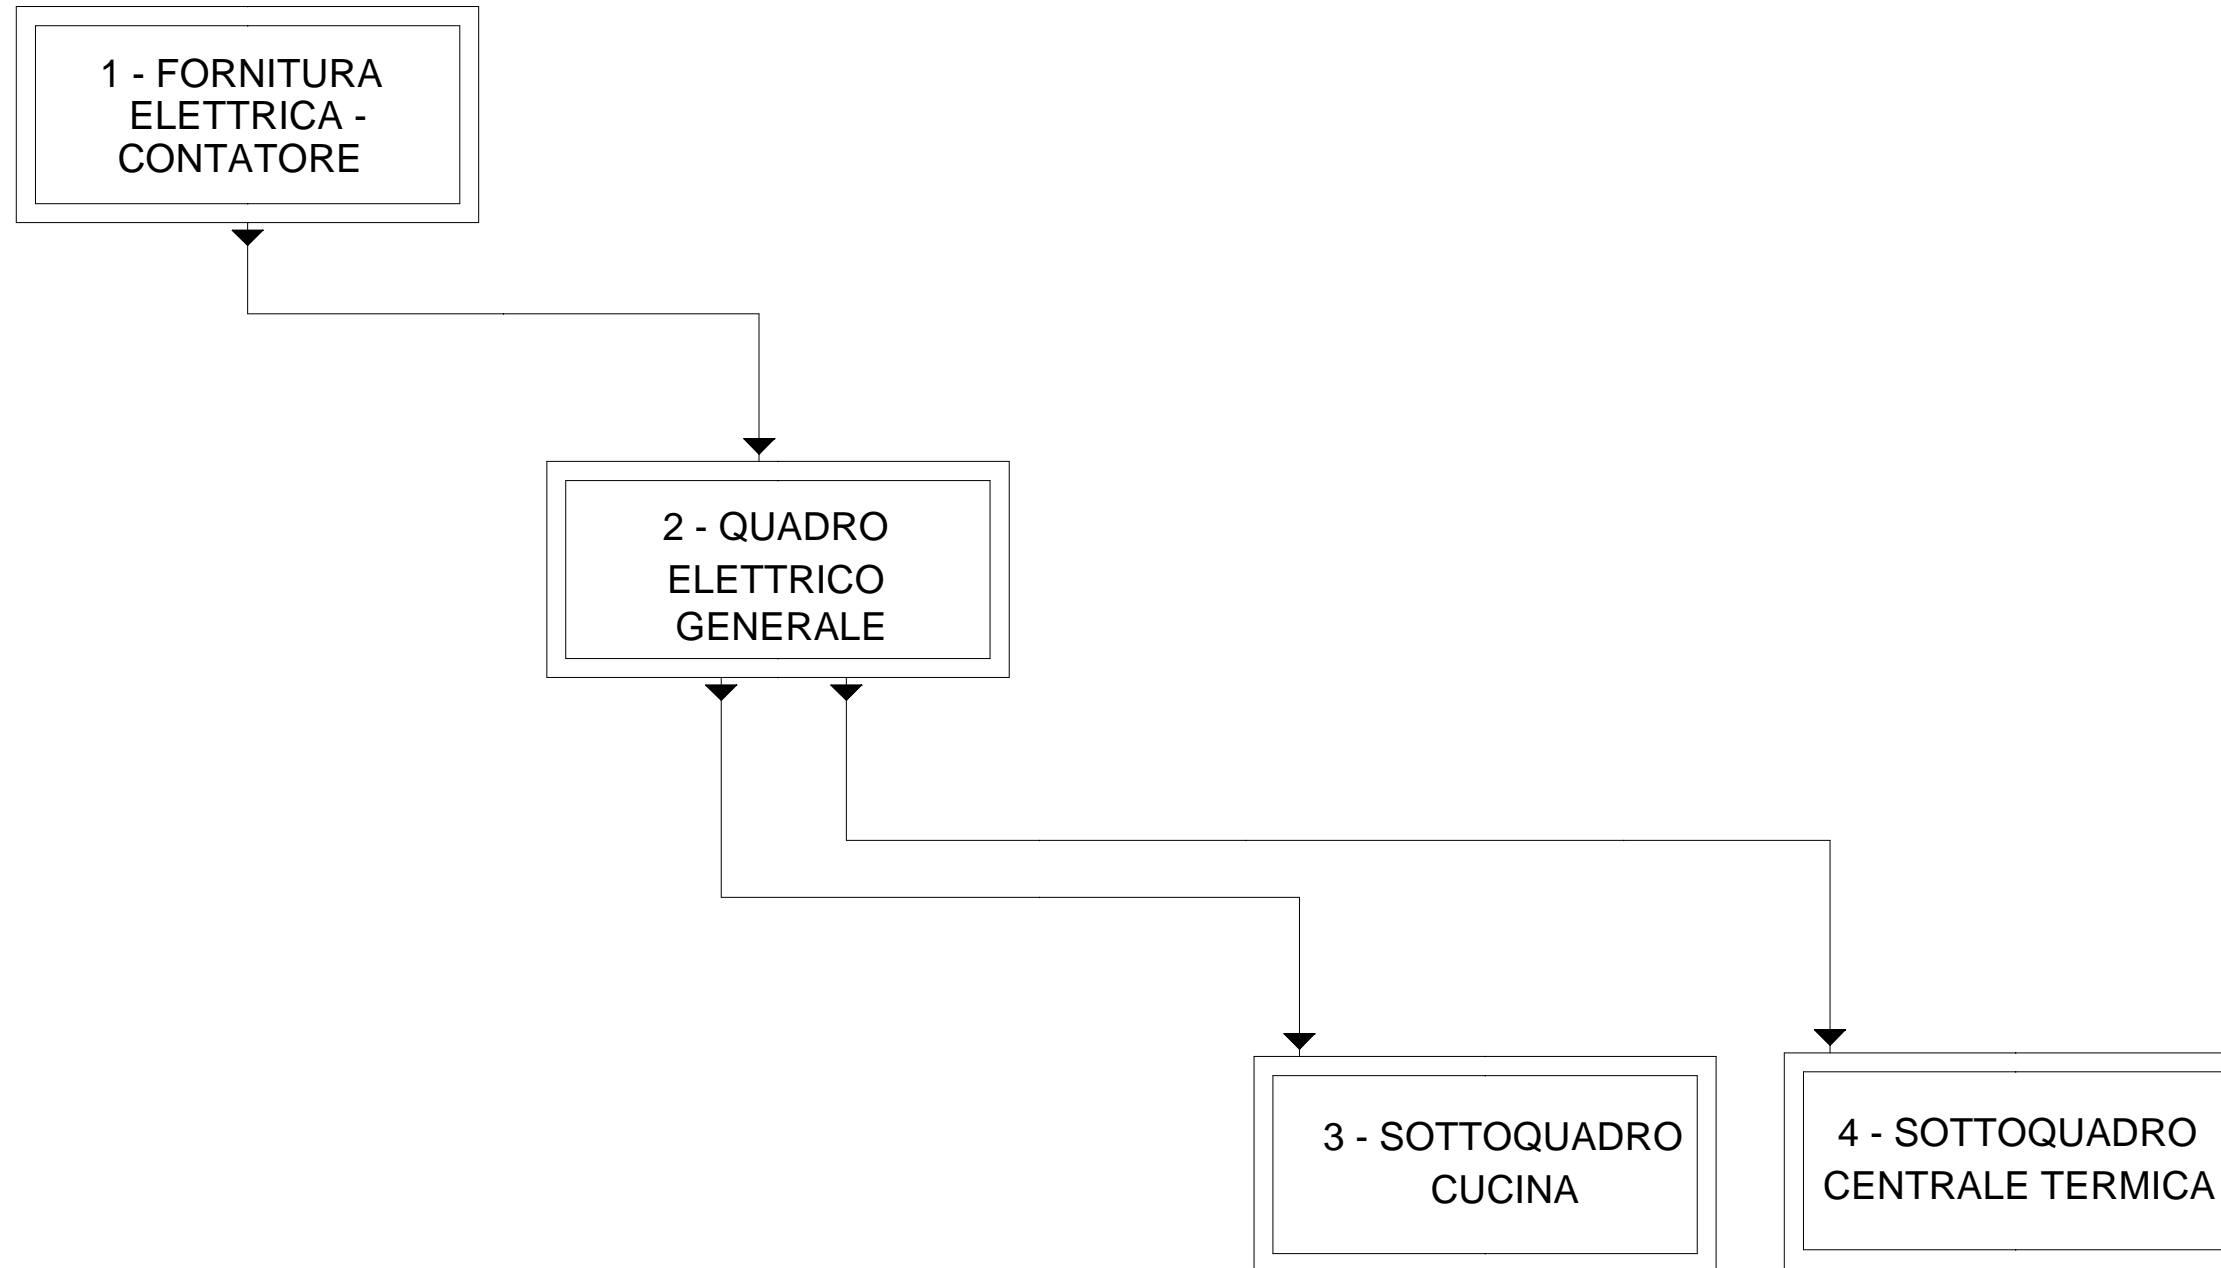 1 - FORNITURA
ELETTRICA -
CONTATORE
2 - QUADRO
ELETTRICO
GENERALE
3 - SOTTOQUADRO
CUCINA
4 - SOTTOQUADRO
CENTRALE TERMICA